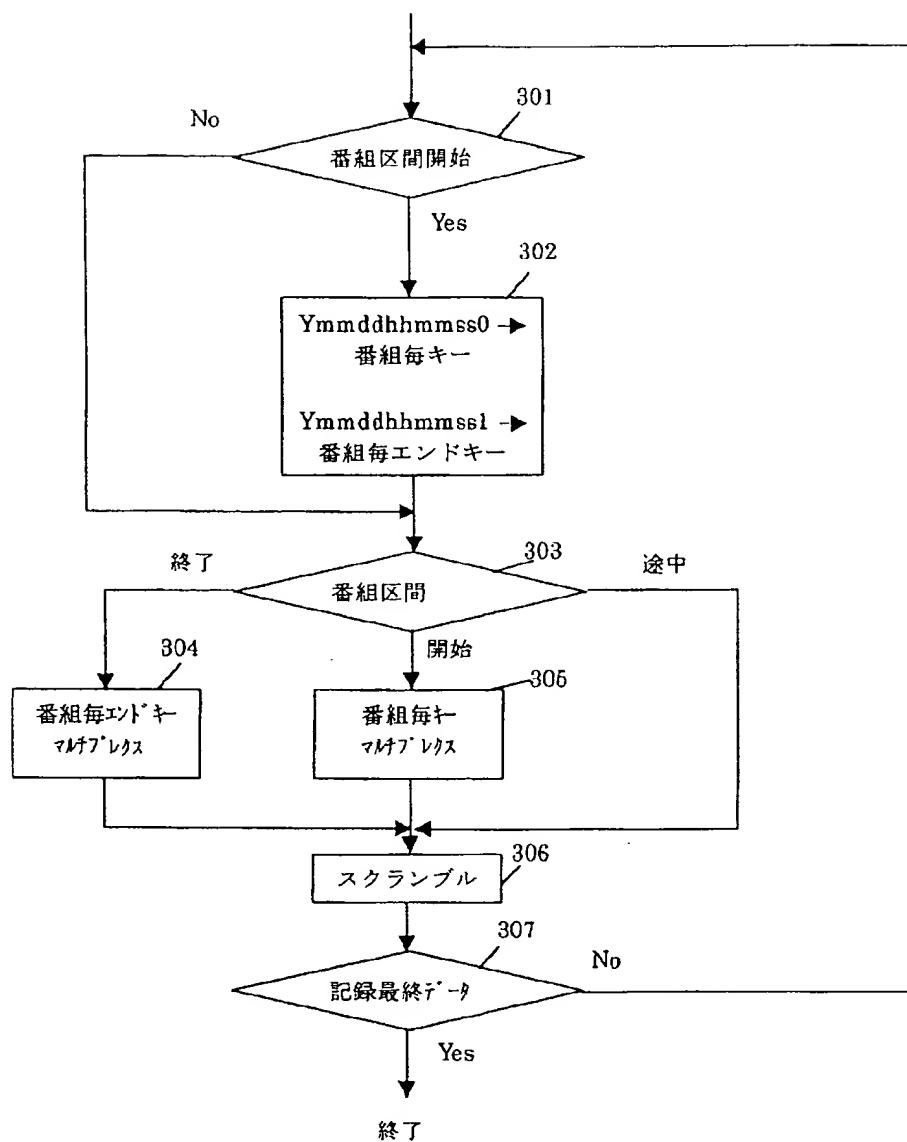 301
No
番組区間開始
Yes
302
Ymmddhhmmss0 →
番組毎キー
Ymmddhhmmss1 →
番組毎エンドキー
303
終了
途中
番組区間
開始
304
305
番組毎エンドキー
マルチプレクス
番組毎キー
マルチプレクス
スクランブル
306
307
No
記録最終データ
Yes
終了